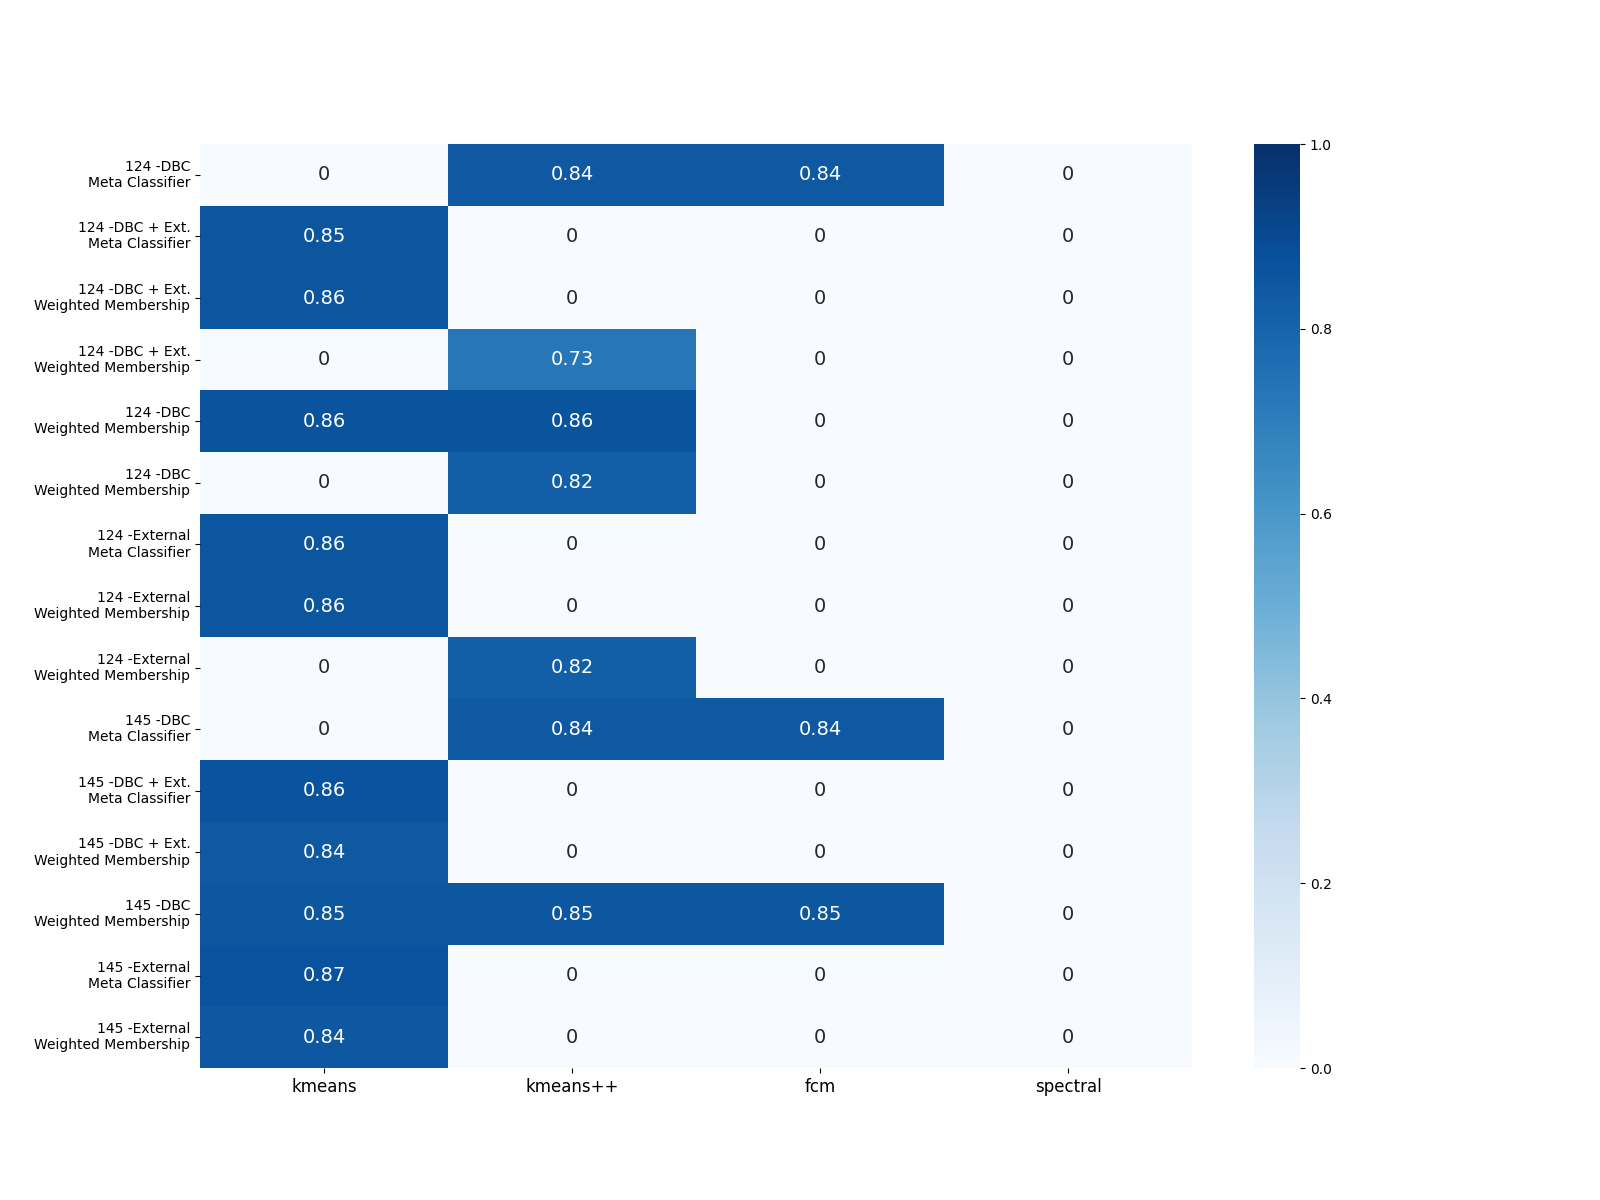 124 -DBC
Meta Classifier
0 0.84 0.84 0
124 -DBC + Ext.
Meta Classifier
0.85 0 0 0
124 -DBC + Ext.
Weighted Membership
0.86 0 0 0
124 -DBC + Ext.
Weighted Membership
0 0.73 0 0
124 -DBC
Weighted Membership
0.86 0.86 0 0
124 -DBC
Weighted Membership
0 0.82 0 0
124 -External
Meta Classifier
0.86 0 0 0
124 -External
Weighted Membership
0.86 0 0 0
124 -External
Weighted Membership
0 0.82 0 0
145 -DBC
Meta Classifier
0 0.84 0.84 0
145 -DBC + Ext.
Meta Classifier
0.86 0 0 0
145 -DBC + Ext.
Weighted Membership
0.84 0 0 0
145 -DBC
Weighted Membership
0.85 0.85 0.85 0
145 -External
Meta Classifier
0.87 0 0 0
145 -External
Weighted Membership
0.84 0 0 0
kmeans kmeans++ fcm spectral
1.0
0.8
0.6
0.4
0.2
0.0